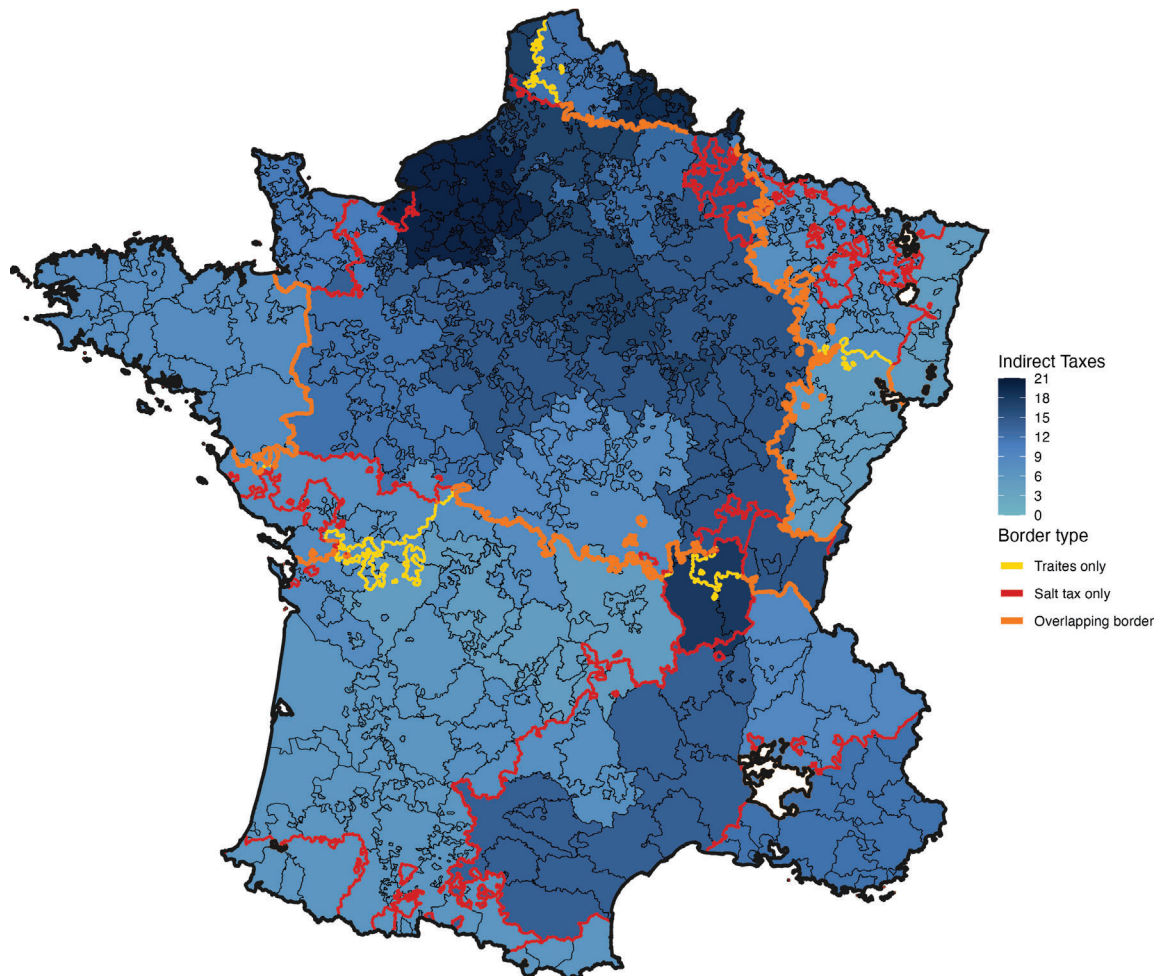 Indirect Taxes
21
18
15
12
9
6
3
0
Border type
Traites only
Salt tax only
Overlapping border